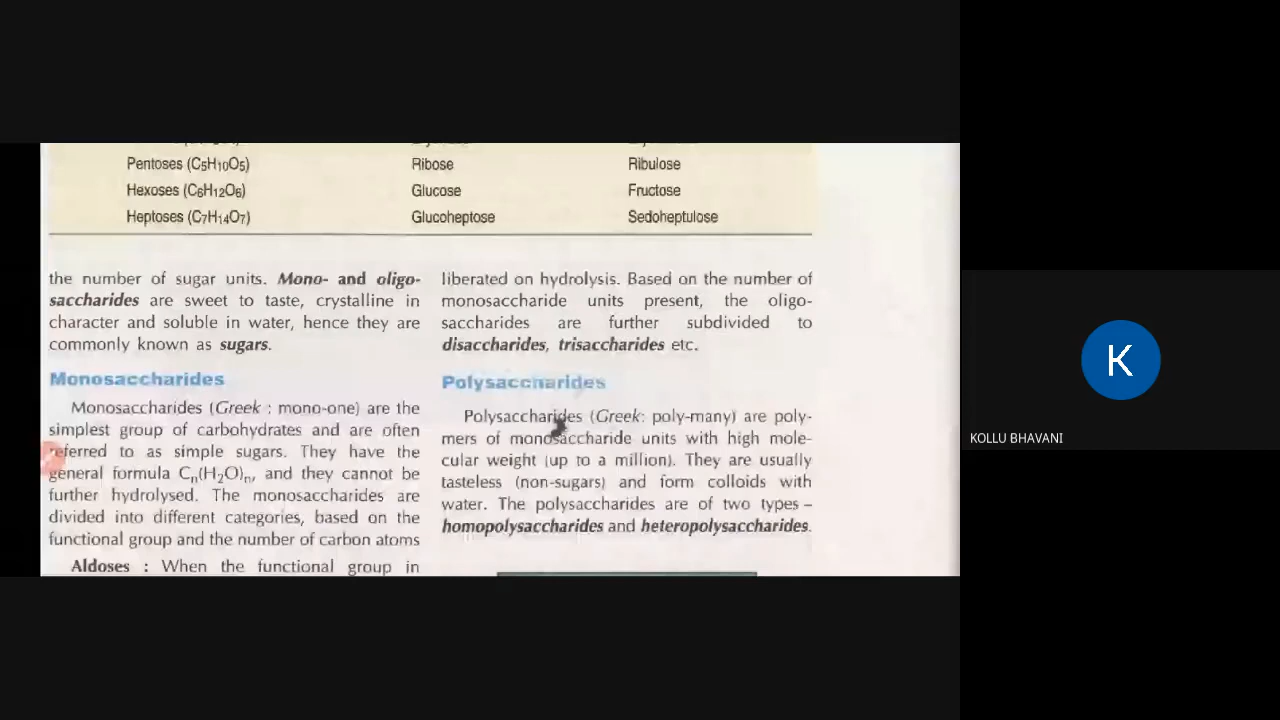 Pentoses (C5H10O5) Ribose Ribulose
Hexoses (C6H12O6) Glucose Fructose
Heptoses (C7H14O7) Glucoheptose Sedoheptulose
the number of sugar units. Mono- and oligo-
saccharides are sweet to taste, crystalline in
character and soluble in water, hence they are
commonly known as sugars.
Monosaccharides
Monosaccharides (Greek : mono-one) are the
simplest group of carbohydrates and are often
referred to as simple sugars. They have the
general formula Cn(H2O)n, and they cannot be
further hydrolysed. The monosaccharides are
divided into different categories, based on the
functional group and the number of carbon atoms
Aldoses : When the functional group in
liberated on hydrolysis. Based on the number of
monosaccharide units present, the oligo-
saccharides are further subdivided to
disaccharides, trisaccharides etc.
Polysaccharides
Polysaccharides (Greek: poly-many) are poly-
mers of monosaccharide units with high mole-
cular weight (up to a million). They are usually
tasteless (non-sugars) and form colloids with
water. The polysaccharides are of two types –
homopolysaccharides and heteropolysaccharides.
K
KOLLU BHAVANI